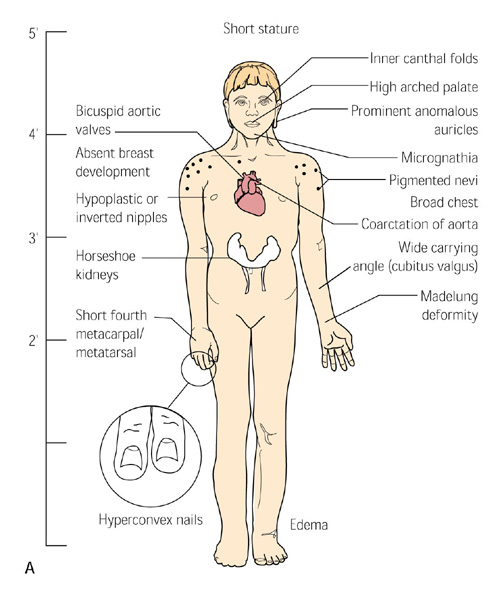 Short stature
5'
4'
3'
2'
Bicuspid aortic
valves
Absent breast
development
Hypoplastic or
inverted nipples
Horseshoe
kidneys
Short fourth
metacarpal/
metatarsal
Hyperconvex nails
Inner canthal folds
High arched palate
Prominent anomalous
auricles
Micrognathia
Pigmented nevi
Broad chest
Coarctation of aorta
Wide carrying
angle (cubitus valgus)
Madelung
deformity
Edema
A